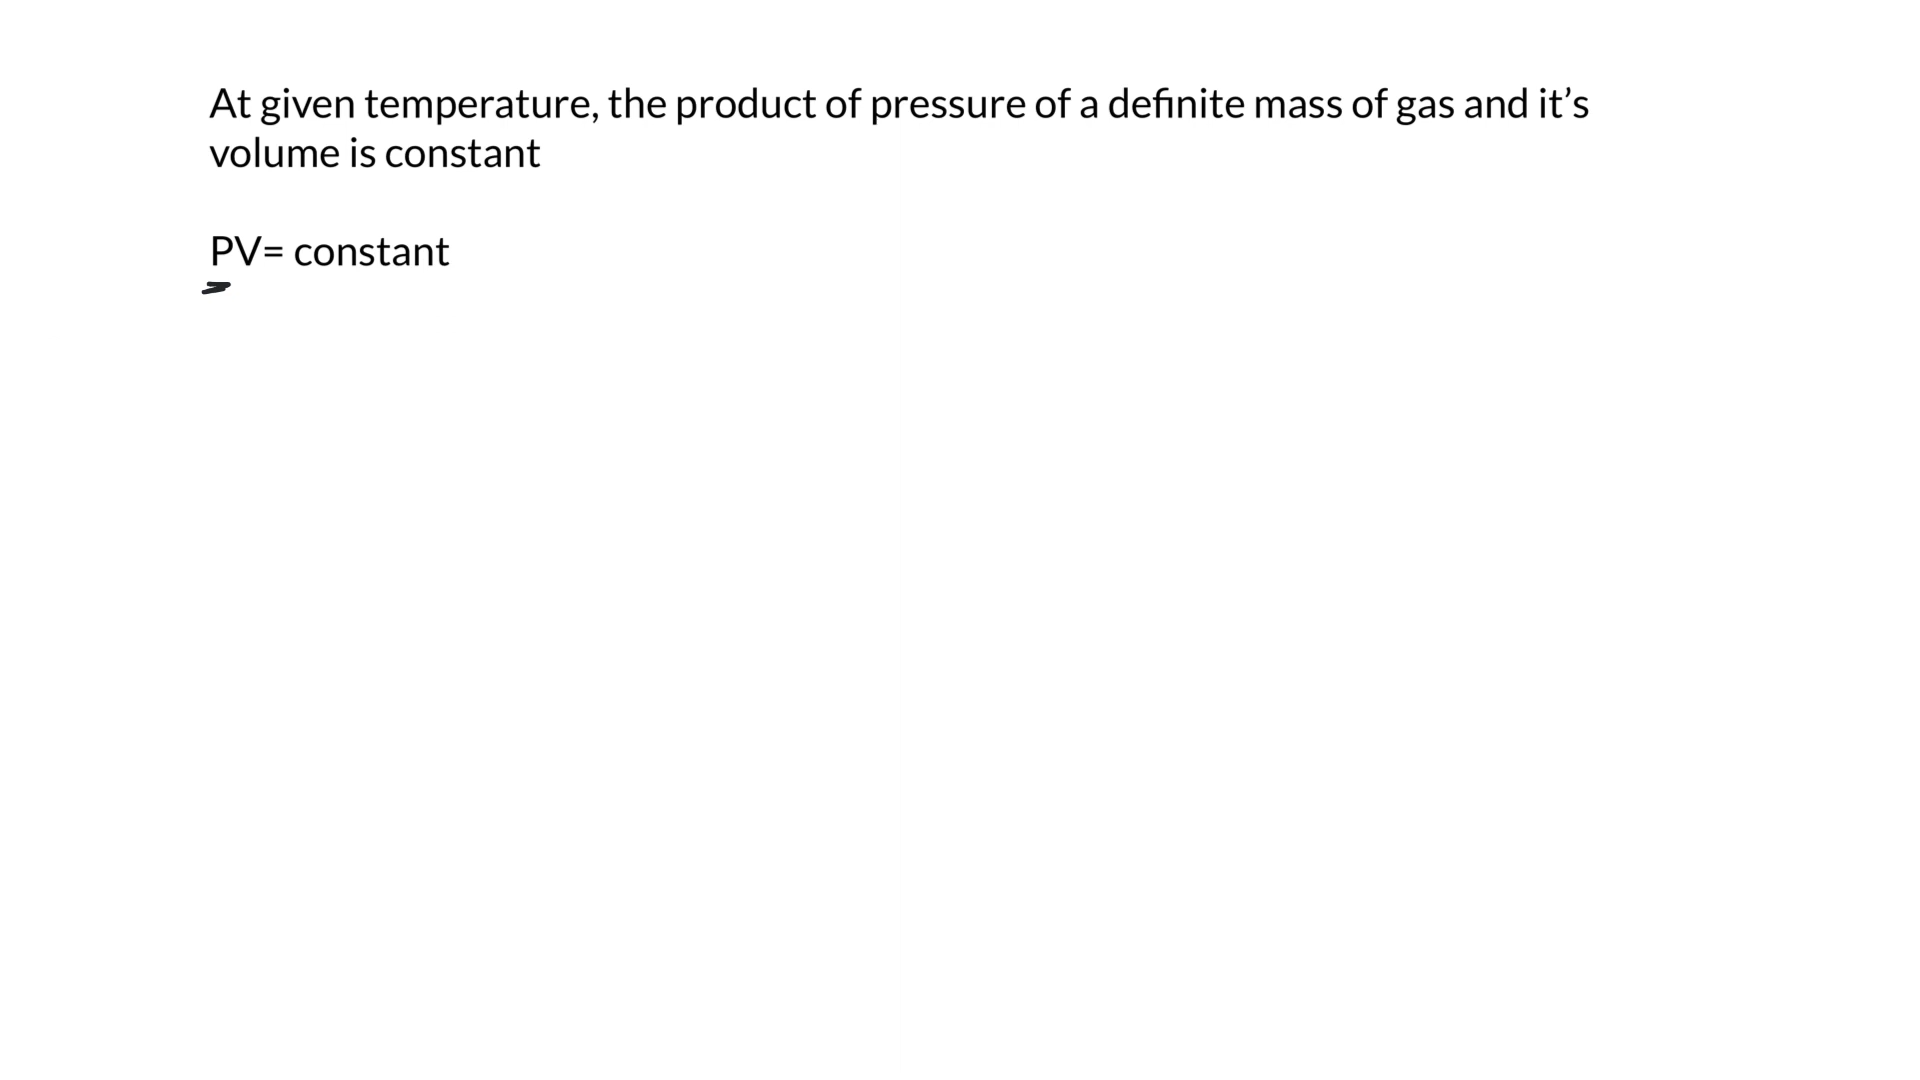 At given temperature, the product of pressure of a definite mass of gas and it’s
volume is constant
PV= constant